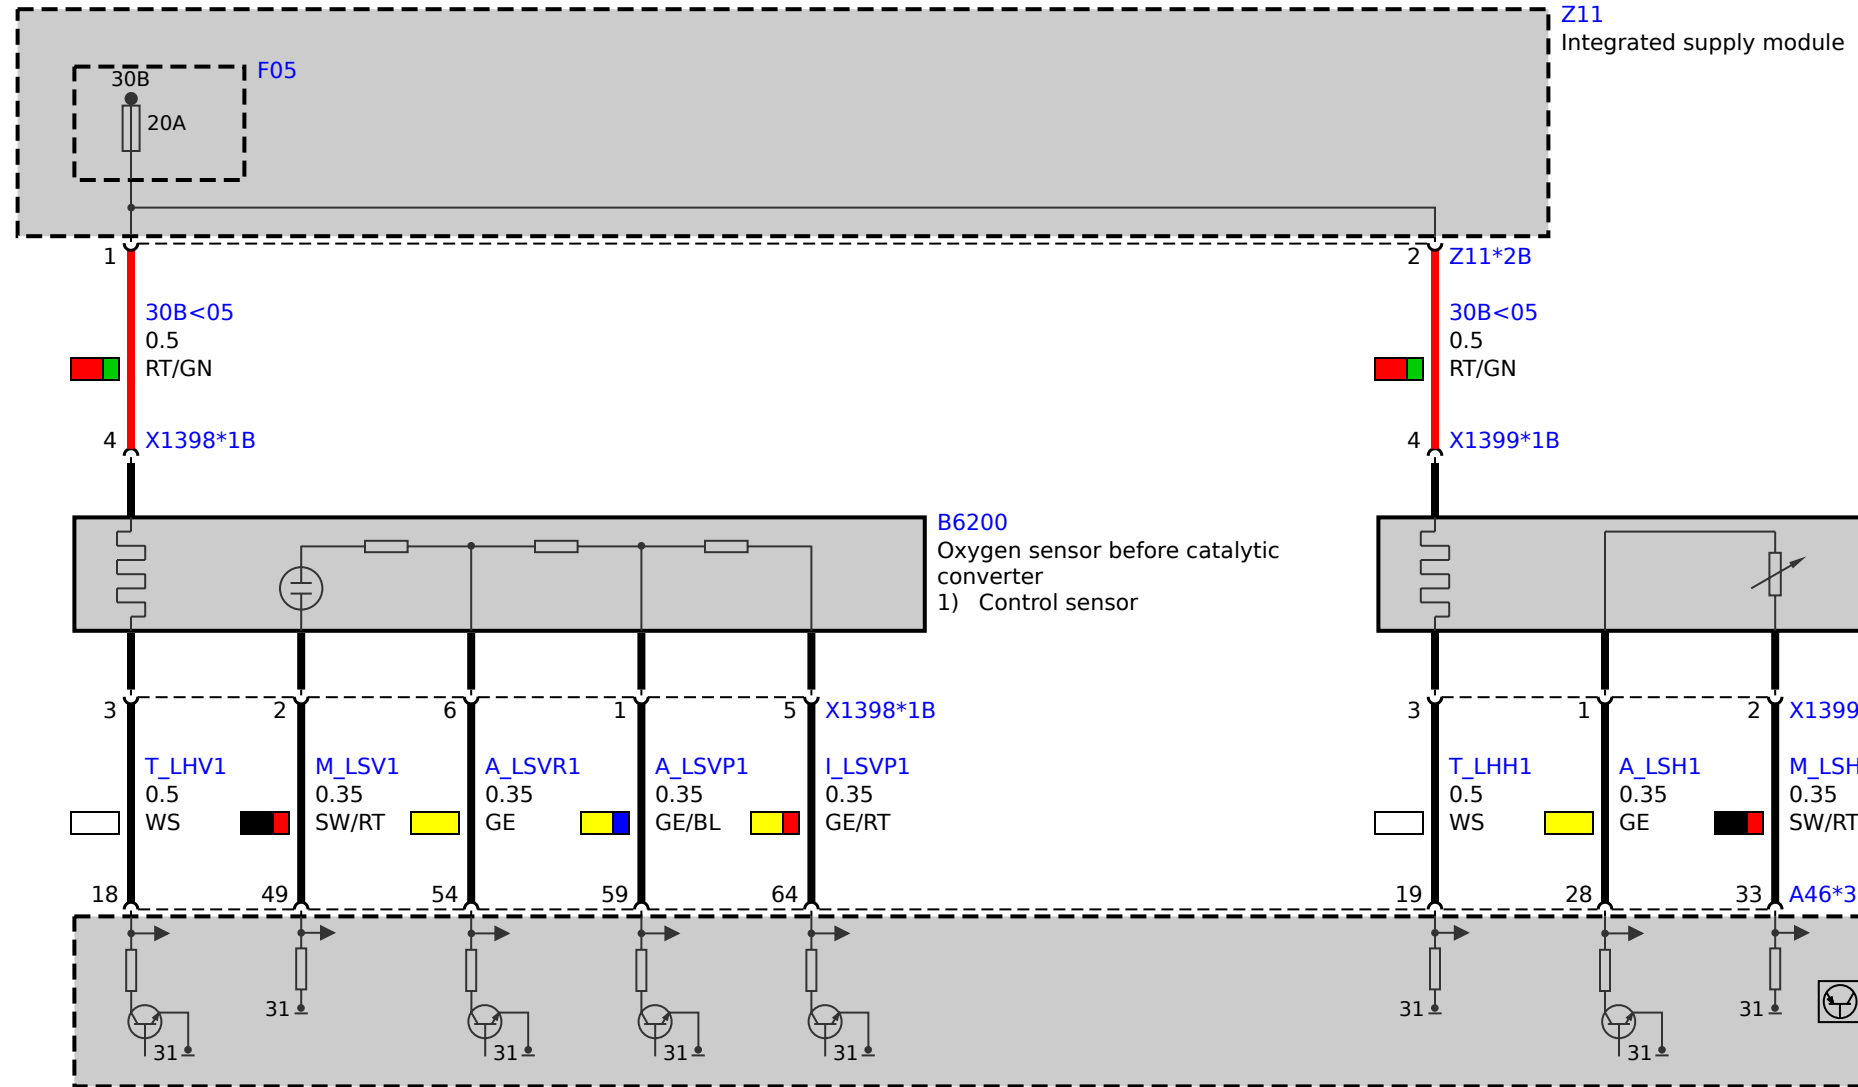 Z11
Integrated supply module
30B
F05
20A
1
2
Z11*2B
30B<05
0.5
RT/GN
30B<05
0.5
RT/GN
4
X1398*1B
4
X1399*1B
B6200
Oxygen sensor before catalytic
converter
1) Control sensor
3
2
6
1
5
X1398*1B
3
1
2
X1399
T_LHV1
0.5
WS
M_LSV1
0.35
SW/RT
A_LSVR1
0.35
GE
A_LSVP1
0.35
GE/BL
I_LSVP1
0.35
GE/RT
T_LHH1
0.5
WS
A_LSH1
0.35
GE
M_LSH
0.35
SW/RT
18
49
54
59
64
19
28
33
A46*3
31
31
31
31
31
31
31
31